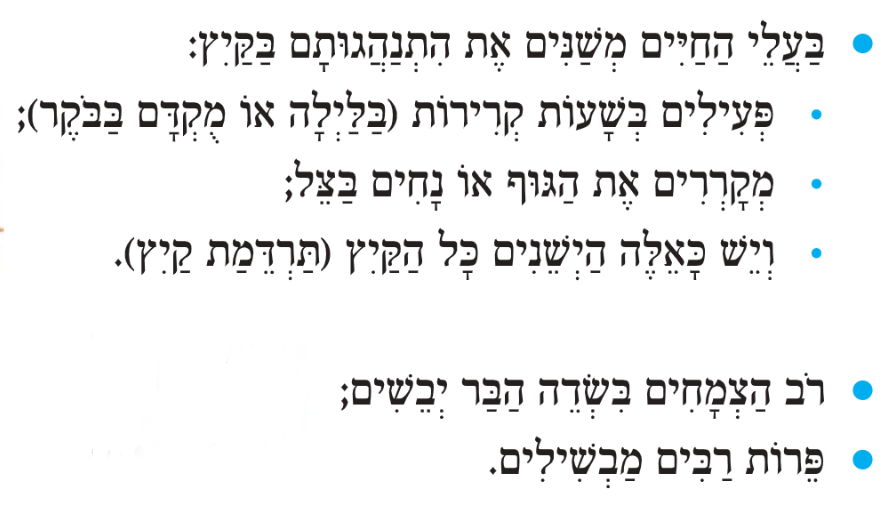 • בַּעֲלֵי הַחַיִּים מְשַׁנִּים אֶת הִתְנַהֲגוּתָם בַּקַּיִץ:
• פְּעִילִים בְּשָׁעוֹת קְרִירוֹת (בַּלַּיְלָה אוֹ מֻקְדָּם בַּבֹּקֶר);
• מְקָרְרִים אֶת הַגּוּף אוֹ נָחִים בַּצֵּל;
• וְיֵשׁ כָּאֵלֶּה הַיְשֵׁנִים כָּל הַקַּיִץ (תַּרְדֵּמַת קַיִץ).
• רֹב הַצְּמָחִים בִּשְׂדֵה הַבַּר יְבֵשִׁים;
• פֵּרוֹת רַבִּים מַבְשִׁילִים.